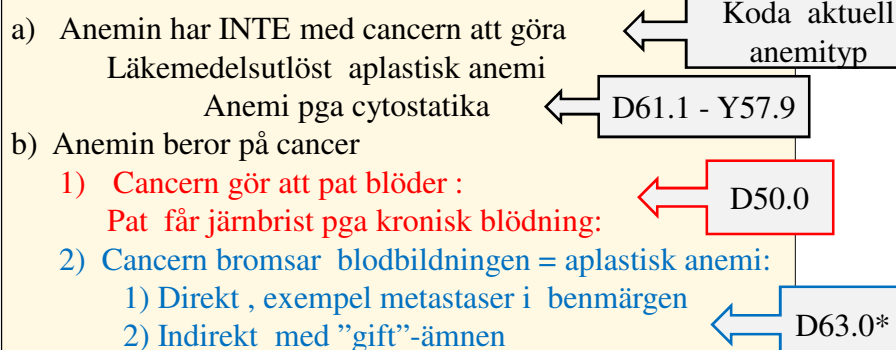 a) Anemin har INTE med cancern att göra
Koda aktuell
anemityp
Läkemedelsutlöst aplastisk anemi
Anemi pga cytostatika
D61.1 - Y57.9
b) Anemin beror på cancer
1) Cancern gör att pat blöder :
Pat får järnbrist pga kronisk blödning:
D50.0
2) Cancern bromsar blodbildningen = aplastisk anemi:
1) Direkt , exempel metastaser i benmärgen
2) Indirekt med ”gift”-ämnen
D63.0*